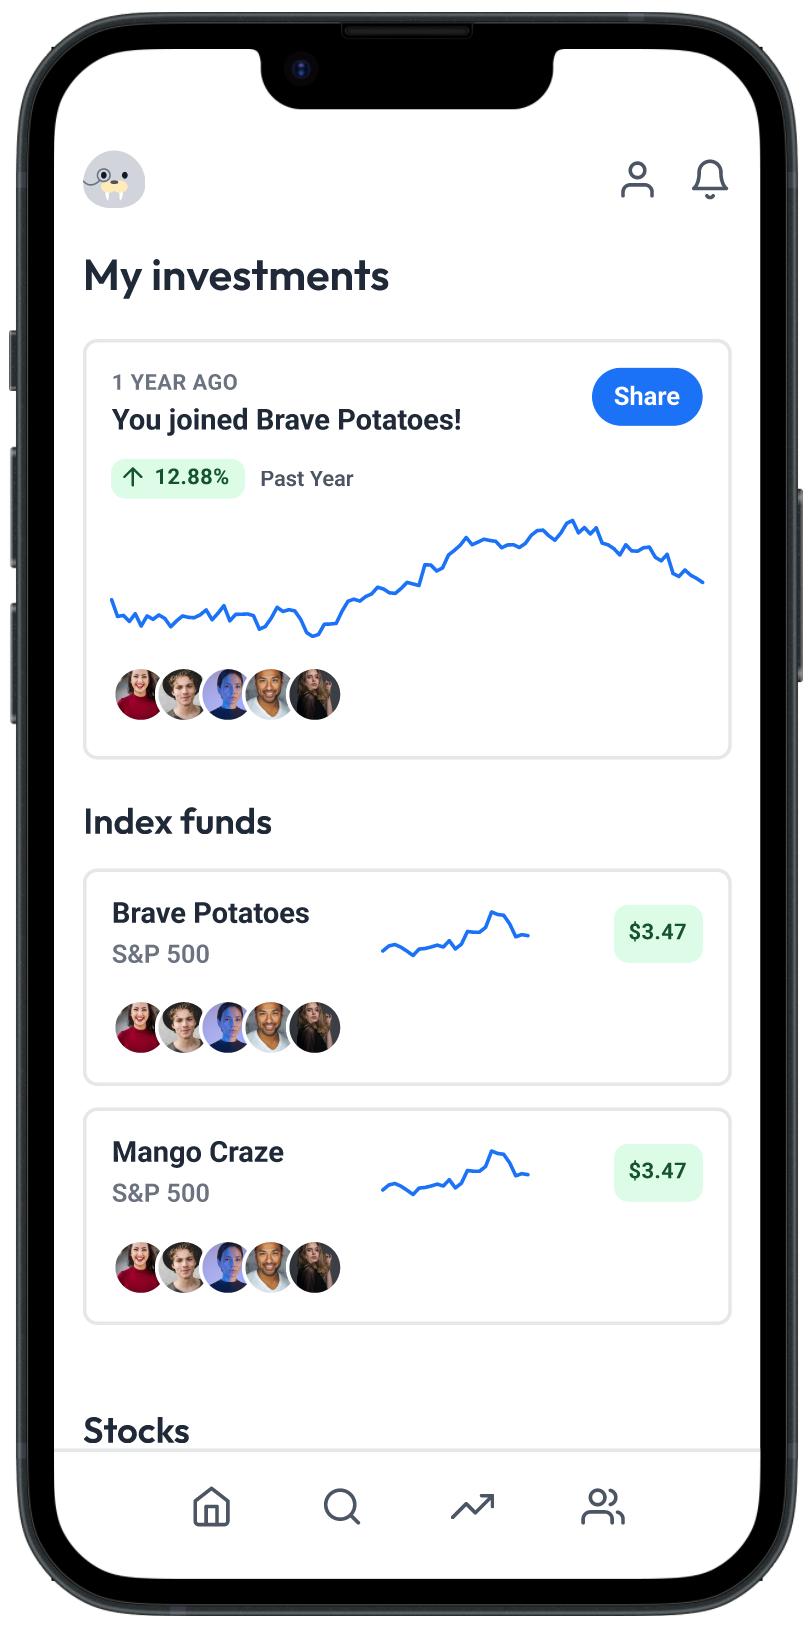 My investments
1 YEAR AGO
You joined Brave Potatoes!
Share
12.88%
Past Year
Index funds
Brave Potatoes
S&P 500
$3.47
Mango Craze
S&P 500
$3.47
Stocks